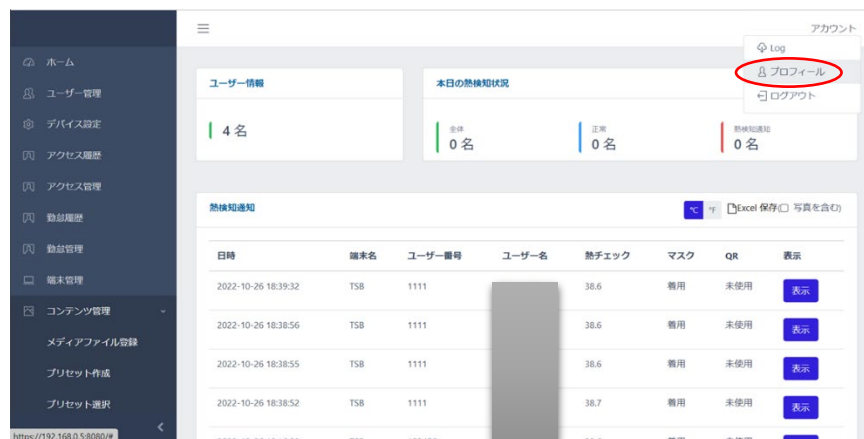 アカウント
Log
プロフィール
ログアウト
ホーム
ユーザー管理
デバイス設定
アクセス履歴
アクセス管理
勤怠履歴
勤怠管理
端末管理
コンテンツ管理
メディアファイル登録
プリセット作成
プリセット選択
https://192.168.0.5:8080/#
ユーザー情報
4 名
本日の熱検知状況
全体
0 名
正常
0 名
熱検知通知
0 名
熱検知通知
℃ °F Excel 保存(□ 写真を含む)
日時 端末名 ユーザー番号 ユーザー名 熱チェック マスク QR 表示
2022-10-26 18:39:32 TSB 1111 38.6 着用 未使用 表示
2022-10-26 18:38:56 TSB 1111 38.6 着用 未使用 表示
2022-10-26 18:38:55 TSB 1111 38.6 着用 未使用 表示
2022-10-26 18:38:52 TSB 1111 38.7 着用 未使用 表示